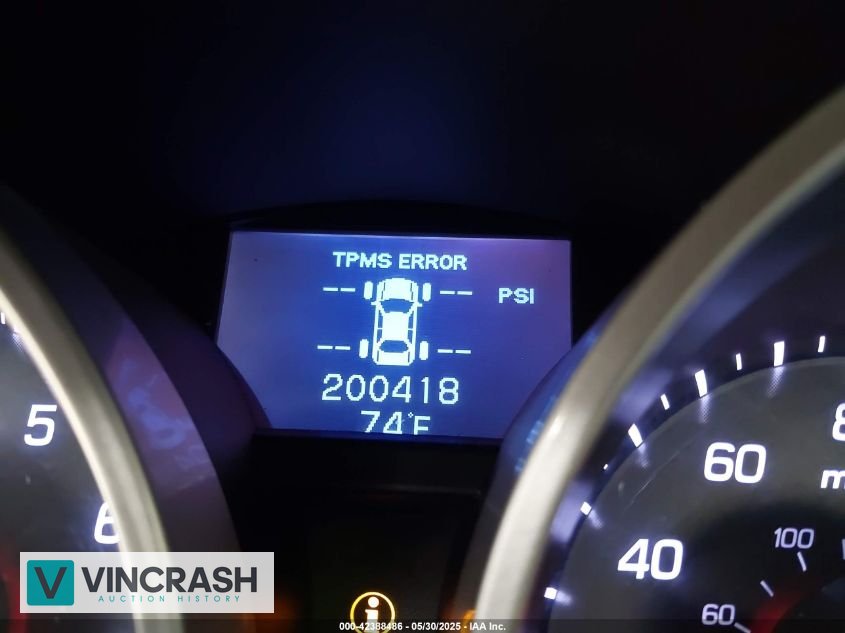 TPMS ERROR
-- -- PSI
-- --
200418
74°F
5
6
60
40
100
60
VINCRASH
AUCTION HISTORY
000-42388486 - 05/30/2025 - IAA Inc.